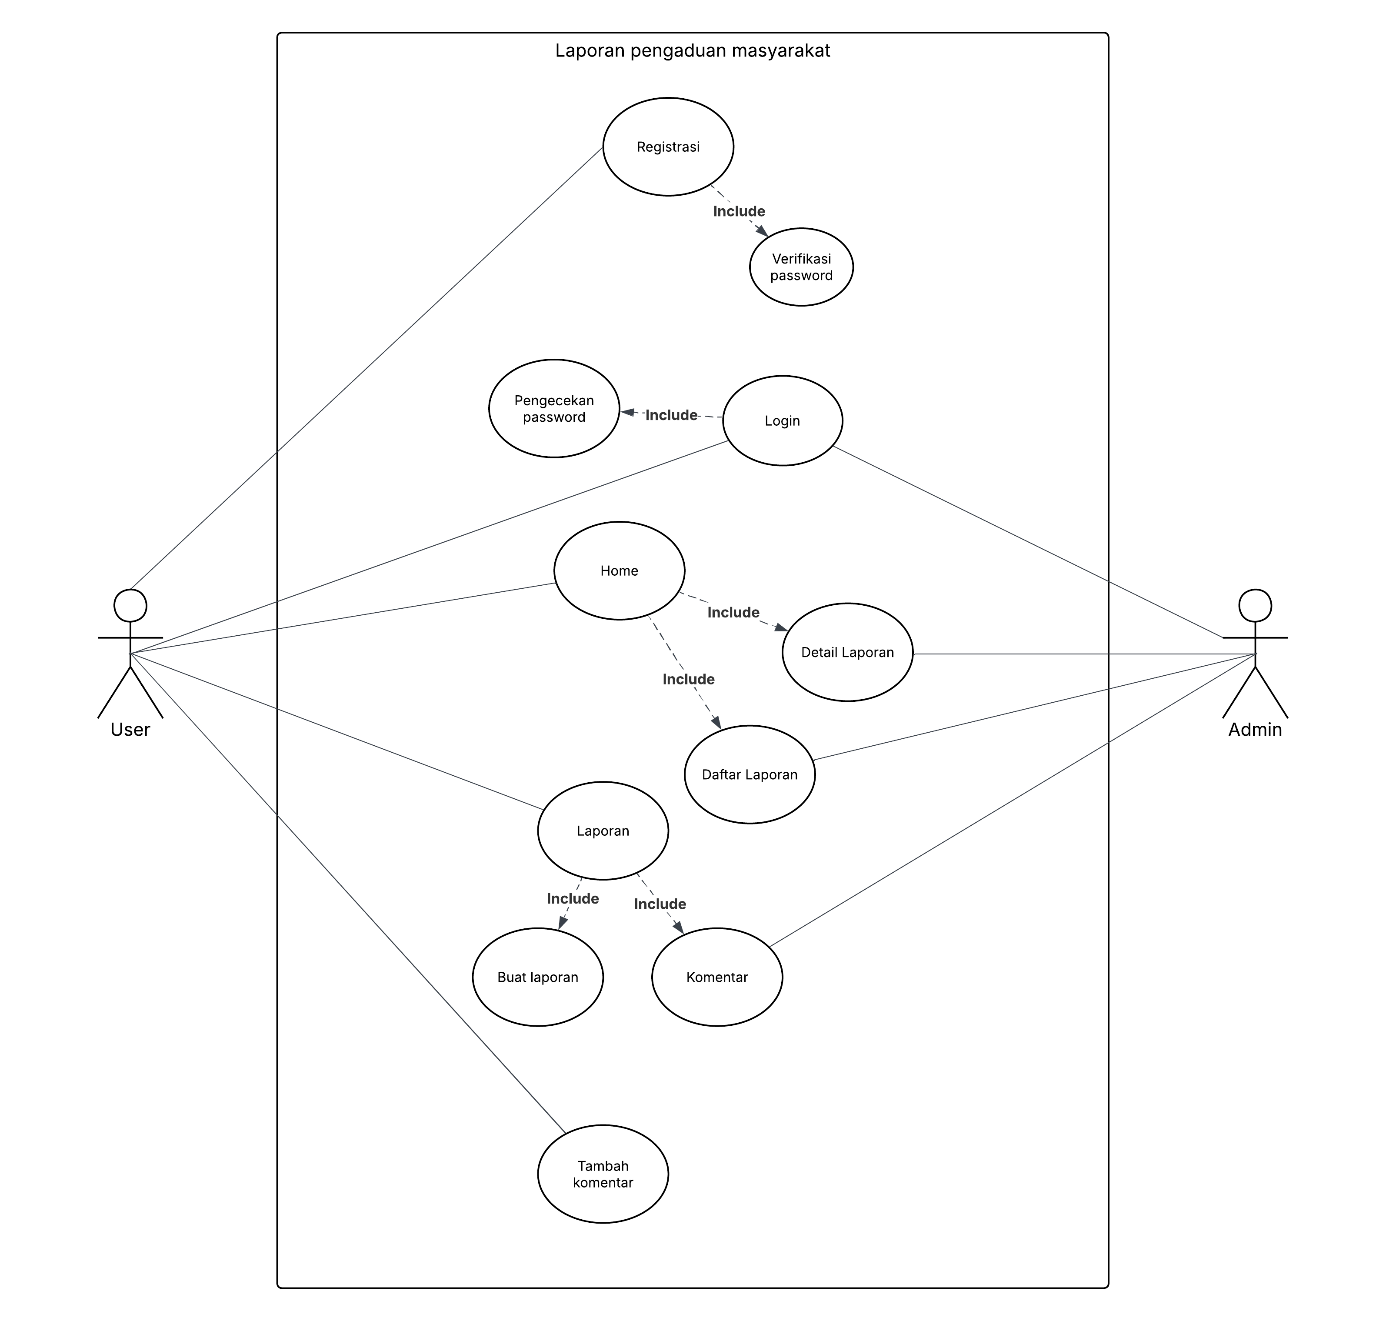 Laporan pengaduan masyarakat
Registrasi
Include
Verifikasi
password
Pengecekan
password
Include
Login
Home
Include
Detail Laporan
Include
User
Admin
Daftar Laporan
Laporan
Include
Include
Buat laporan
Komentar
Tambah
komentar